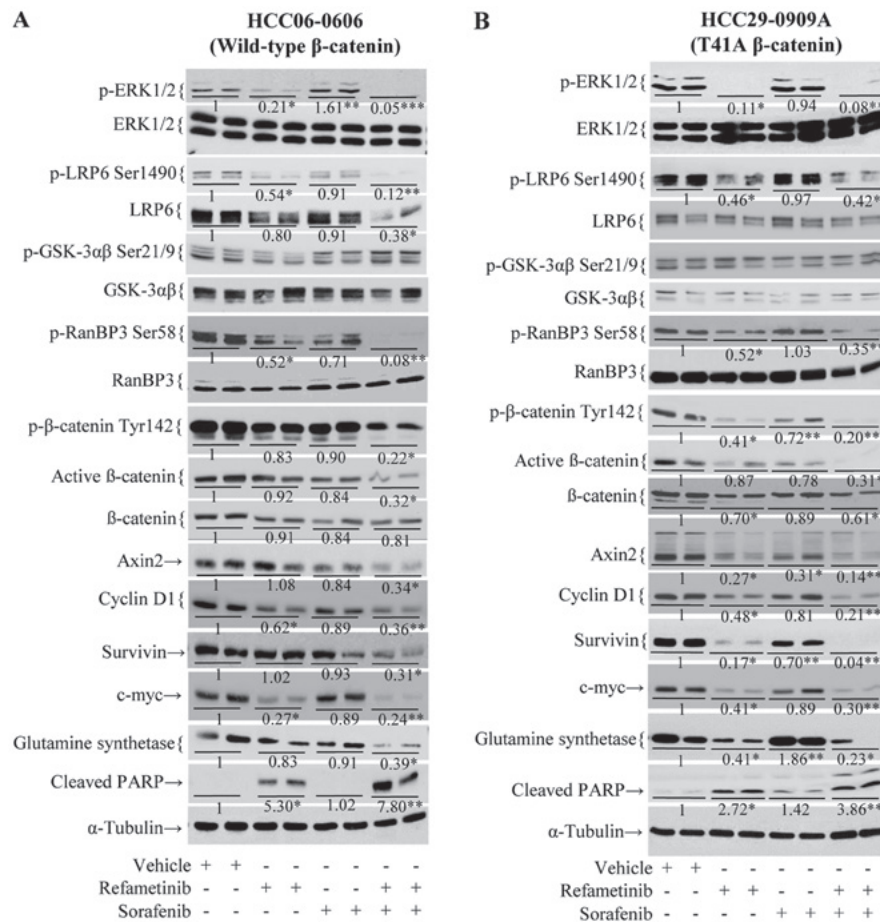 A
HCC06-0606
(Wild-type β-catenin)
p-ERK1/2{
1 0.21* 1.61** 0.05***
ERK1/2{
p-LRP6 Ser1490{
1 0.54* 0.91 0.12**
LRP6{
1 0.80 0.91 0.38*
p-GSK-3αβ Ser21/9{
GSK-3αβ{
p-RanBP3 Ser58{
1 0.52* 0.71 0.08**
RanBP3{
p-β-catenin Tyr142{
1 0.83 0.90 0.22*
Active ß-catenin{
1 0.92 0.84 0.32*
ß-catenin{
1 0.91 0.84 0.81
Axin2→
1 1.08 0.84 0.34*
Cyclin D1{
1 0.62* 0.89 0.36**
Survivin→
1 1.02 0.93 0.31*
c-myc→
1 0.27* 0.89 0.24**
Glutamine synthetase{
1 0.83 0.91 0.39*
Cleaved PARP→
1 5.30* 1.02 7.80**
α-Tubulin→
Vehicle + + - - - - - -
Refametinib - - + + - - + +
Sorafenib - - - - + + + +
B
HCC29-0909A
(T41A β-catenin)
p-ERK1/2{
1 0.11* 0.94 0.08**
ERK1/2{
p-LRP6 Ser1490{
1 0.46* 0.97 0.42*
LRP6{
p-GSK-3αβ Ser21/9{
GSK-3αβ{
p-RanBP3 Ser58{
1 0.52* 1.03 0.35**
RanBP3{
p-β-catenin Tyr142{
1 0.41* 0.72** 0.20**
Active ß-catenin{
1 0.87 0.78 0.31*
ß-catenin{
1 0.70* 0.89 0.61*
Axin2{
1 0.27* 0.31* 0.14**
Cyclin D1{
1 0.48* 0.81 0.21**
Survivin{
1 0.17* 0.70** 0.04**
c-myc→
1 0.41* 0.89 0.30**
Glutamine synthetase{
1 0.41* 1.86** 0.23*
Cleaved PARP→
1 2.72* 1.42 3.86**
α-Tubulin→
Vehicle + + - - - - - -
Refametinib - - + + - - + +
Sorafenib - - - - + + + +